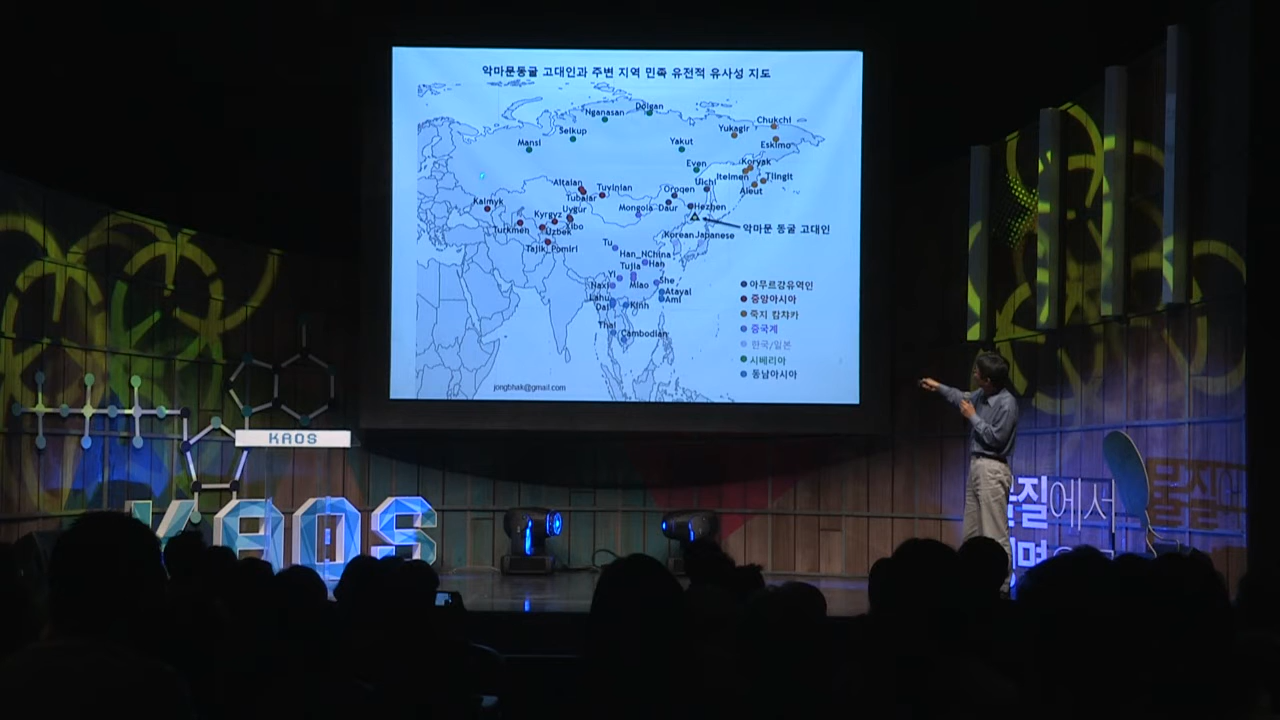 악마문동굴 고대인과 주변 지역 민족 유전적 유사성 지도
Dolgan
Nganasan
Chukchi
Selkup
Yukagir
Mansi
Yakut
Eskimo
Even
Koryak
Itelmen
Tlingit
Altaian
Tuvinian
Oroqen
Ulchi
Aleut
Tubalar
Kalmyk
Uygur
Mongola
Daur
Hezhen
Kyrgyz
Xibo
Turkmen
Uzbek
악마문 동굴 고대인
Korean
Japanese
Tu
Tajik_Pomiri
Han_NChina
Tujia
Han
Yi
She
Naxi
Miao
아무르강유역인
Atayal
Lahu
Ami
중앙아시아
Dai
Kinh
죽지 캄챠카
Thai
중국계
Cambodian
한국/일본
시베리아
동남아시아
jongbhak@gmail.com
KAOS
KAOS
질에서